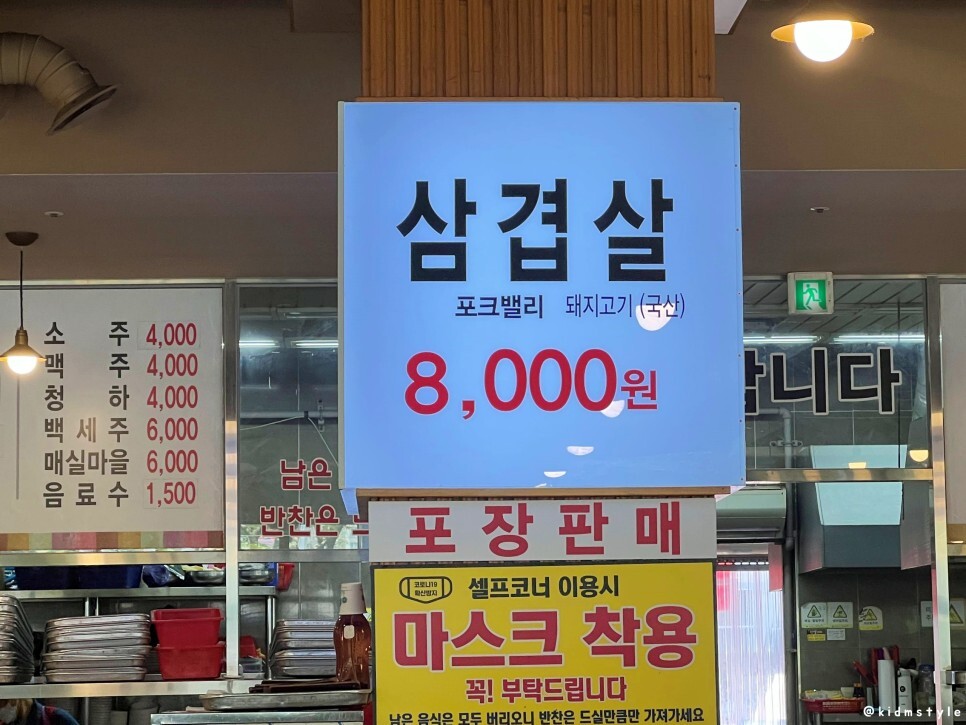 삼겹살
포크밸리 돼지고기 (국산)
8,000원
소주 4,000
맥주 4,000
청하 4,000
백세주 6,000
매실마을 6,000
음료수 1,500
남은
반찬은
합니다
포장판매
코로나19
확산방지
셀프코너 이용시
마스크 착용
꼭! 부탁드립니다
남은 음식은 모두 버리오니 반찬은 드실만큼만 가져가세요
@kidmstyle